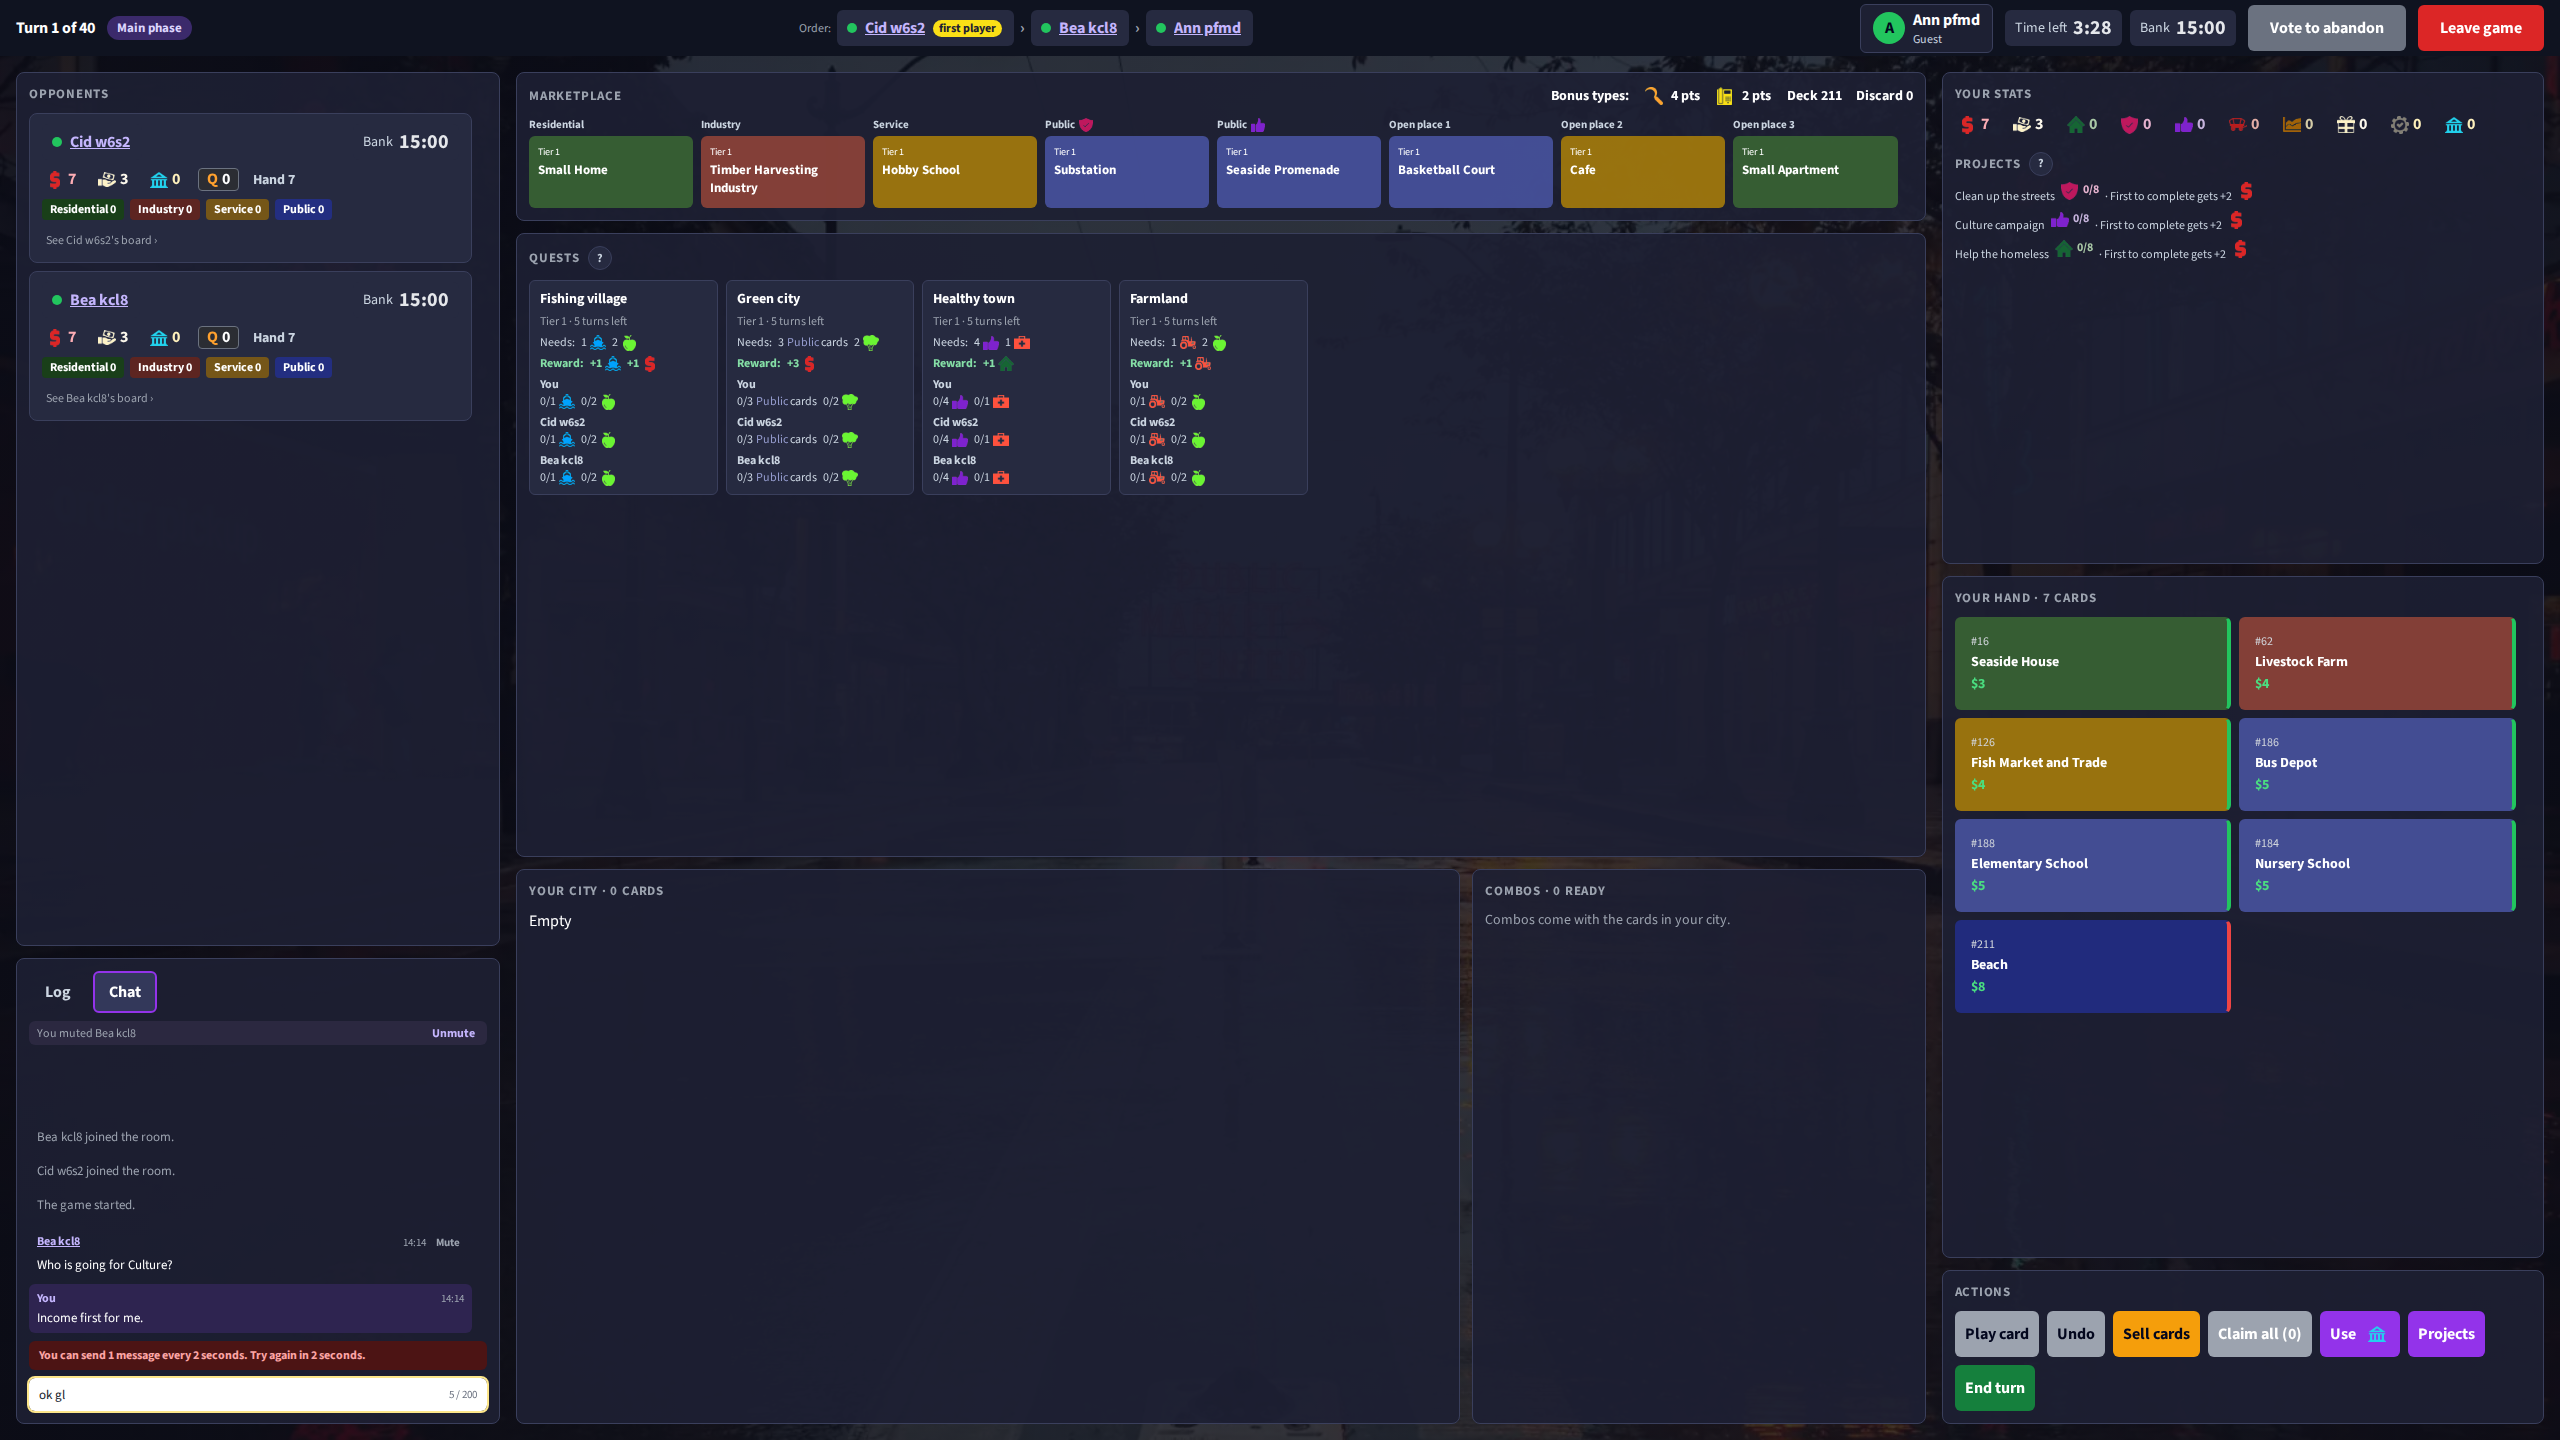 Turn 1 of 40 Main phase
Order: Cid w6s2 first player › Bea kcl8 › Ann pfmd
A Ann pfmd
Guest
Time left 3:28
Bank 15:00
Vote to abandon
Leave game
OPPONENTS
Cid w6s2 Bank 15:00
7 3 0 Q 0 Hand 7
Residential 0 Industry 0 Service 0 Public 0
See Cid w6s2's board ›
Bea kcl8 Bank 15:00
7 3 0 Q 0 Hand 7
Residential 0 Industry 0 Service 0 Public 0
See Bea kcl8's board ›
MARKETPLACE
Bonus types: 4 pts 2 pts Deck 211 Discard 0
Residential
Tier 1
Small Home
Industry
Tier 1
Timber Harvesting
Industry
Service
Tier 1
Hobby School
Public
Tier 1
Substation
Public
Tier 1
Seaside Promenade
Open place 1
Tier 1
Basketball Court
Open place 2
Tier 1
Cafe
Open place 3
Tier 1
Small Apartment
QUESTS ?
Fishing village
Tier 1 · 5 turns left
Needs: 1 2
Reward: +1 +1
You
0/1 0/2
Cid w6s2
0/1 0/2
Bea kcl8
0/1 0/2
Green city
Tier 1 · 5 turns left
Needs: 3 Public cards 2
Reward: +3
You
0/3 Public cards 0/2
Cid w6s2
0/3 Public cards 0/2
Bea kcl8
0/3 Public cards 0/2
Healthy town
Tier 1 · 5 turns left
Needs: 4 1
Reward: +1
You
0/4 0/1
Cid w6s2
0/4 0/1
Bea kcl8
0/4 0/1
Farmland
Tier 1 · 5 turns left
Needs: 1 2
Reward: +1
You
0/1 0/2
Cid w6s2
0/1 0/2
Bea kcl8
0/1 0/2
YOUR CITY · 0 CARDS
Empty
COMBOS · 0 READY
Combos come with the cards in your city.
YOUR STATS
7 3 0 0 0 0 0 0 0 0
PROJECTS ?
Clean up the streets 0/8 · First to complete gets +2
Culture campaign 0/8 · First to complete gets +2
Help the homeless 0/8 · First to complete gets +2
YOUR HAND · 7 CARDS
#16
Seaside House
$3
#62
Livestock Farm
$4
#126
Fish Market and Trade
$4
#186
Bus Depot
$5
#188
Elementary School
$5
#184
Nursery School
$5
#211
Beach
$8
ACTIONS
Play card
Undo
Sell cards
Claim all (0)
Use
Projects
End turn
Log Chat
You muted Bea kcl8 Unmute
Bea kcl8 joined the room.
Cid w6s2 joined the room.
The game started.
Bea kcl8 14:14 Mute
Who is going for Culture?
You 14:14
Income first for me.
You can send 1 message every 2 seconds. Try again in 2 seconds.
ok gl 5 / 200